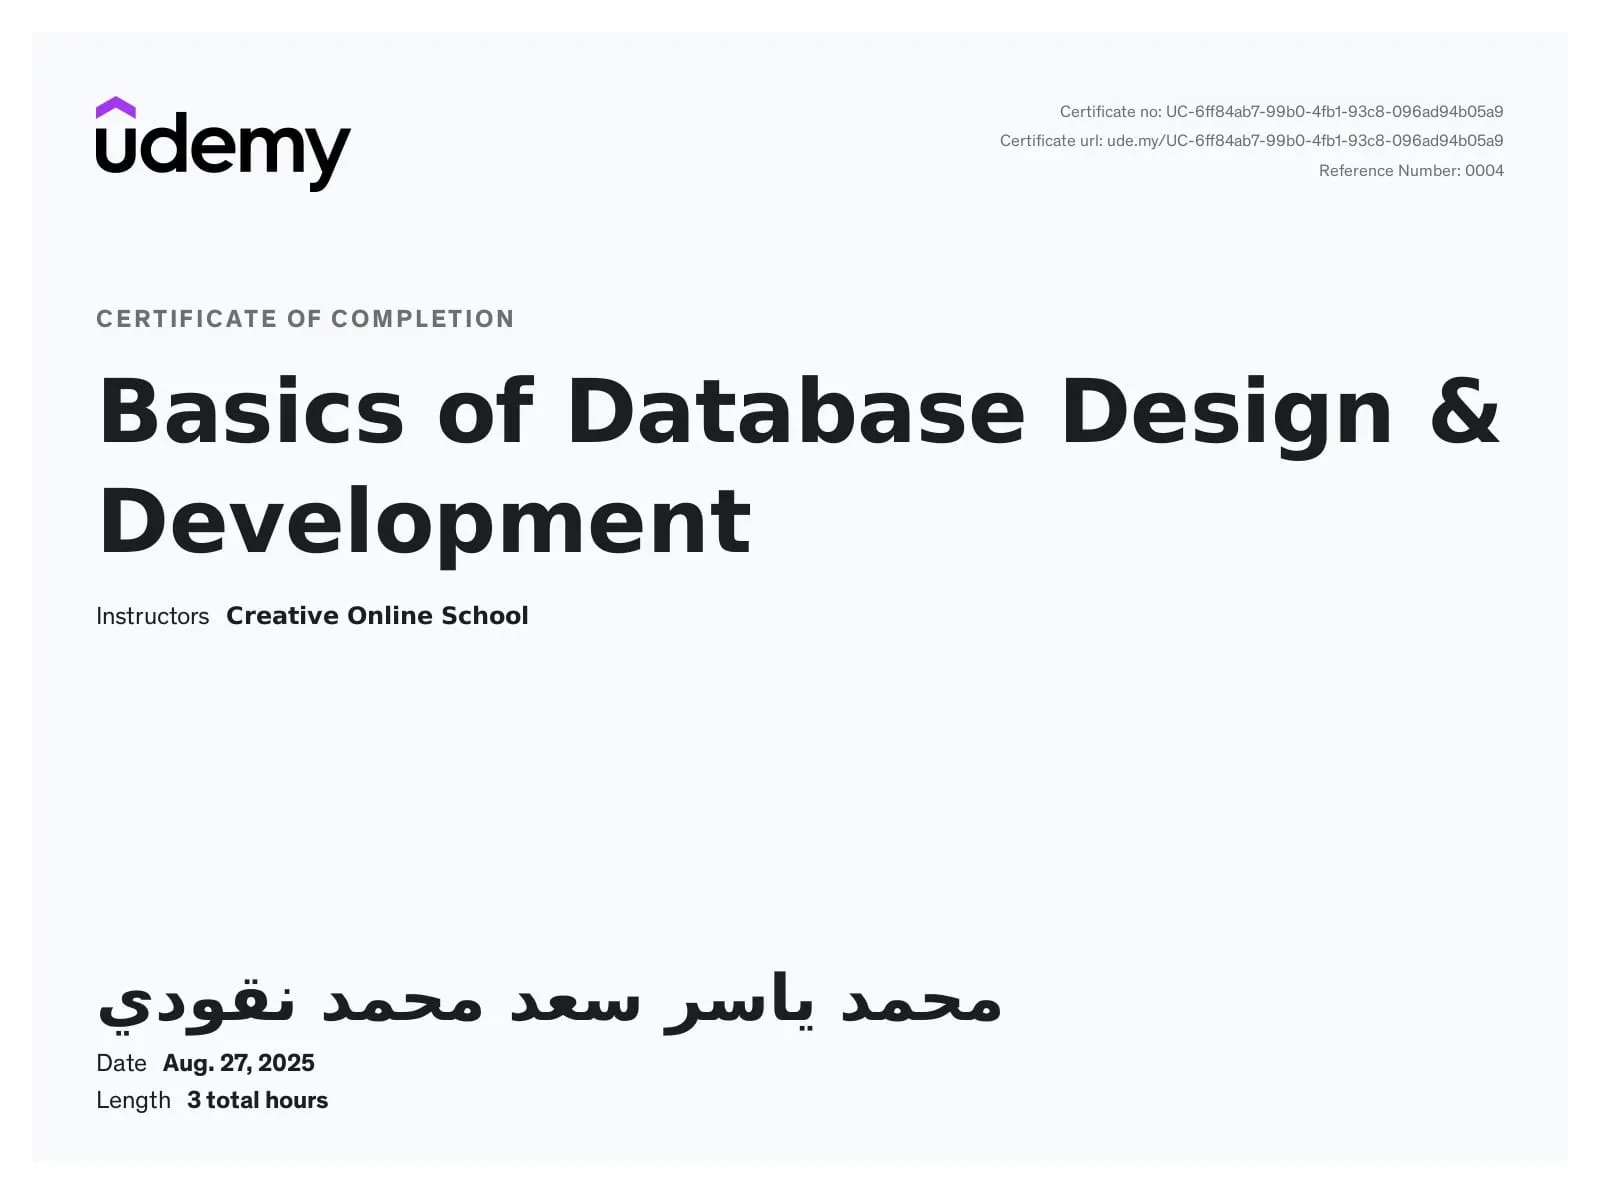 udemy
Certificate no: UC-6ff84ab7-99b0-4fb1-93c8-096ad94b05a9
Certificate url: ude.my/UC-6ff84ab7-99b0-4fb1-93c8-096ad94b05a9
Reference Number: 0004
CERTIFICATE OF COMPLETION
Basics of Database Design &
Development
Instructors Creative Online School
محمد ياسر سعد محمد نقودي
Date Aug. 27, 2025
Length 3 total hours